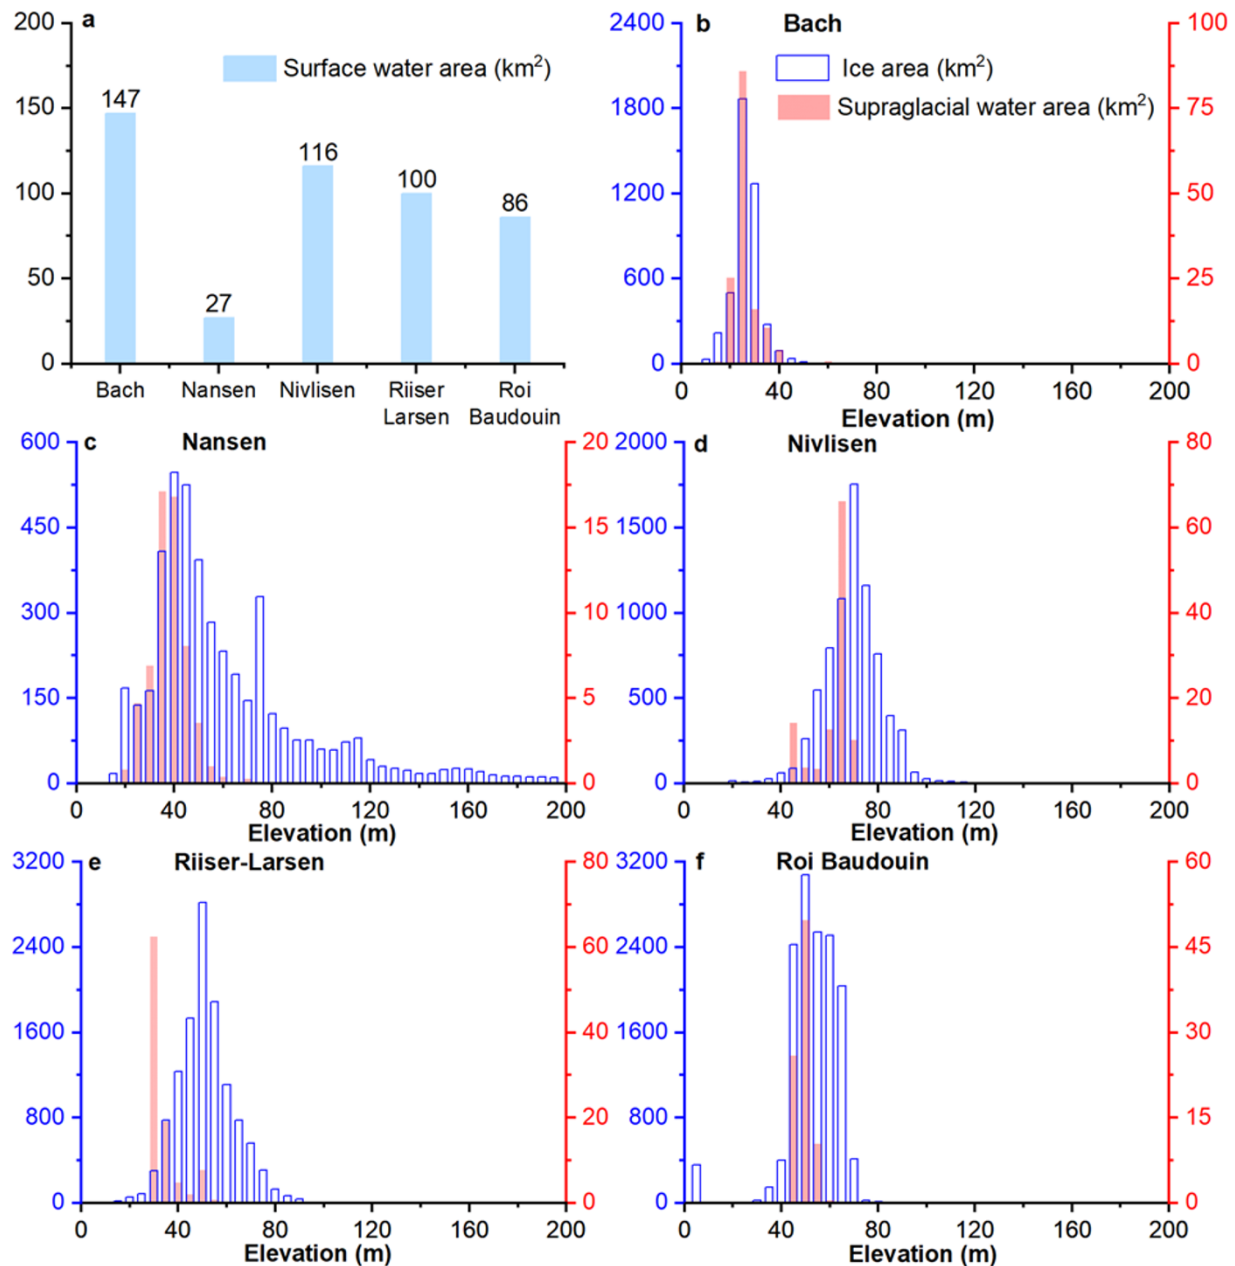 a
Surface water area (km²)
200
150
100
50
0
147
27
116
100
86
Bach
Nansen
Nivlisen
Riiser
Larsen
Roi
Baudouin
b
Bach
Ice area (km²)
Supraglacial water area (km²)
2400
1800
1200
600
0
100
75
50
25
0
0 40 80 120 160 200
Elevation (m)
c
Nansen
600
450
300
150
0
20
15
10
5
0
0 40 80 120 160 200
Elevation (m)
d
Nivlisen
2000
1500
1000
500
0
80
60
40
20
0
0 40 80 120 160 200
Elevation (m)
e
Riiser-Larsen
3200
2400
1600
800
0
80
60
40
20
0
0 40 80 120 160 200
Elevation (m)
f
Roi Baudouin
3200
2400
1600
800
0
60
45
30
15
0
0 40 80 120 160 200
Elevation (m)